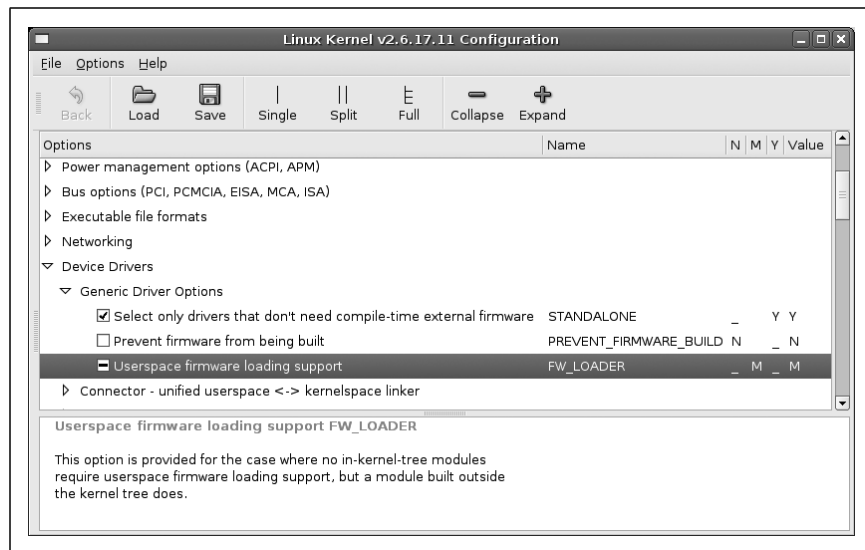 Linux Kernel v2.6.17.11 Configuration
File Options Help
Back Load Save Single Split Full Collapse Expand
Options Name N M Y Value
Power management options (ACPI, APM)
Bus options (PCI, PCMCIA, EISA, MCA, ISA)
Executable file formats
Networking
Device Drivers
Generic Driver Options
Select only drivers that don't need compile-time external firmware STANDALONE _ Y Y
Prevent firmware from being built PREVENT_FIRMWARE_BUILD N _ N
Userspace firmware loading support FW_LOADER _ M _ M
Connector - unified userspace <-> kernelspace linker
Userspace firmware loading support FW_LOADER
This option is provided for the case where no in-kernel-tree modules
require userspace firmware loading support, but a module built outside
the kernel tree does.